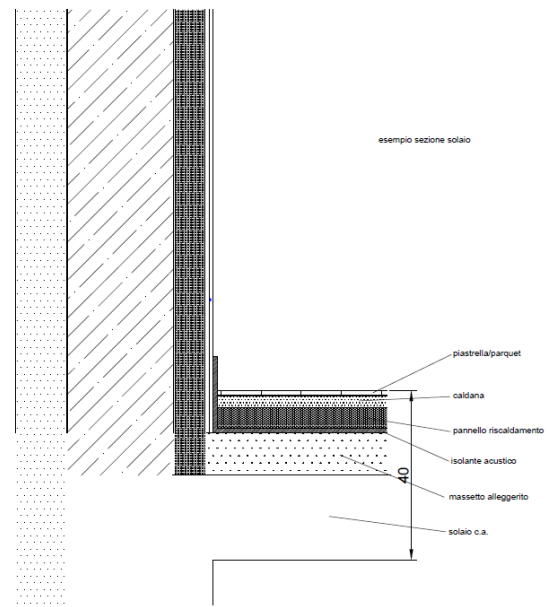 esempio sezione solaio
piastrella/parquet
caldana
pannello riscaldamento
isolante acustico
massetto alleggerito
solaio c.a.
40